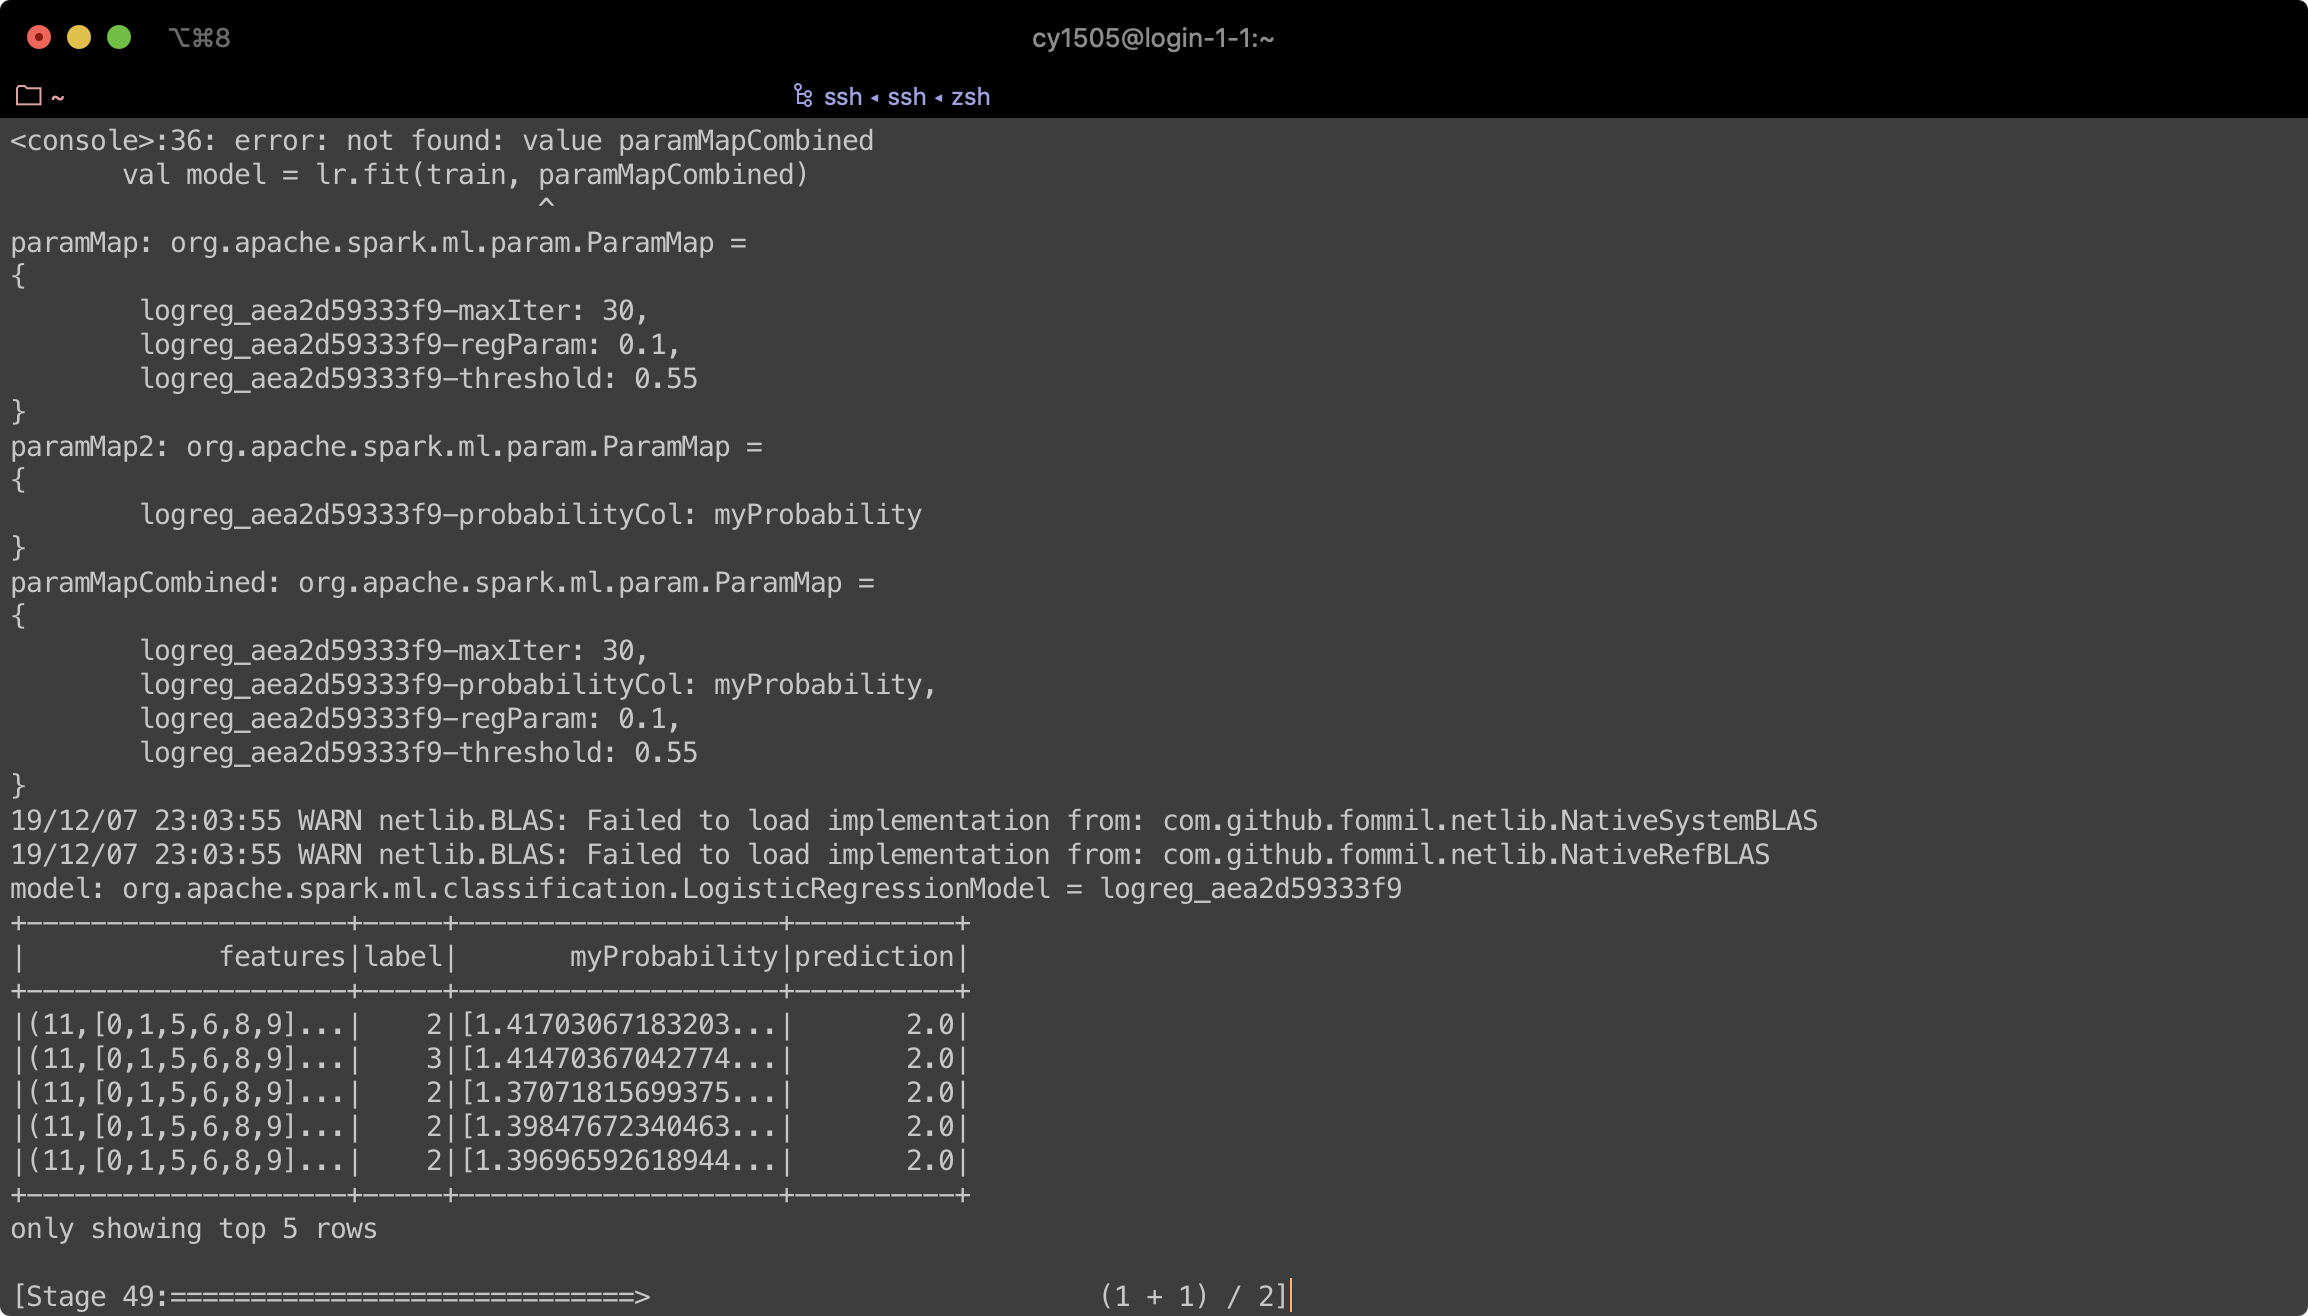 ⌥⌘8
cy1505@login-1-1:~
~
ssh ◂ ssh ◂ zsh
<console>:36: error: not found: value paramMapCombined
       val model = lr.fit(train, paramMapCombined)
                                 ^
paramMap: org.apache.spark.ml.param.ParamMap =
{
        logreg_aea2d59333f9-maxIter: 30,
        logreg_aea2d59333f9-regParam: 0.1,
        logreg_aea2d59333f9-threshold: 0.55
}
paramMap2: org.apache.spark.ml.param.ParamMap =
{
        logreg_aea2d59333f9-probabilityCol: myProbability
}
paramMapCombined: org.apache.spark.ml.param.ParamMap =
{
        logreg_aea2d59333f9-maxIter: 30,
        logreg_aea2d59333f9-probabilityCol: myProbability,
        logreg_aea2d59333f9-regParam: 0.1,
        logreg_aea2d59333f9-threshold: 0.55
}
19/12/07 23:03:55 WARN netlib.BLAS: Failed to load implementation from: com.github.fommil.netlib.NativeSystemBLAS
19/12/07 23:03:55 WARN netlib.BLAS: Failed to load implementation from: com.github.fommil.netlib.NativeRefBLAS
model: org.apache.spark.ml.classification.LogisticRegressionModel = logreg_aea2d59333f9
+--------------------+-----+--------------------+----------+
|            features|label|       myProbability|prediction|
+--------------------+-----+--------------------+----------+
|(11,[0,1,5,6,8,9]...|    2|[1.41703067183203...|       2.0|
|(11,[0,1,5,6,8,9]...|    3|[1.41470367042774...|       2.0|
|(11,[0,1,5,6,8,9]...|    2|[1.37071815699375...|       2.0|
|(11,[0,1,5,6,8,9]...|    2|[1.39847672340463...|       2.0|
|(11,[0,1,5,6,8,9]...|    2|[1.39696592618944...|       2.0|
+--------------------+-----+--------------------+----------+
only showing top 5 rows
[Stage 49:=============================>                            (1 + 1) / 2]